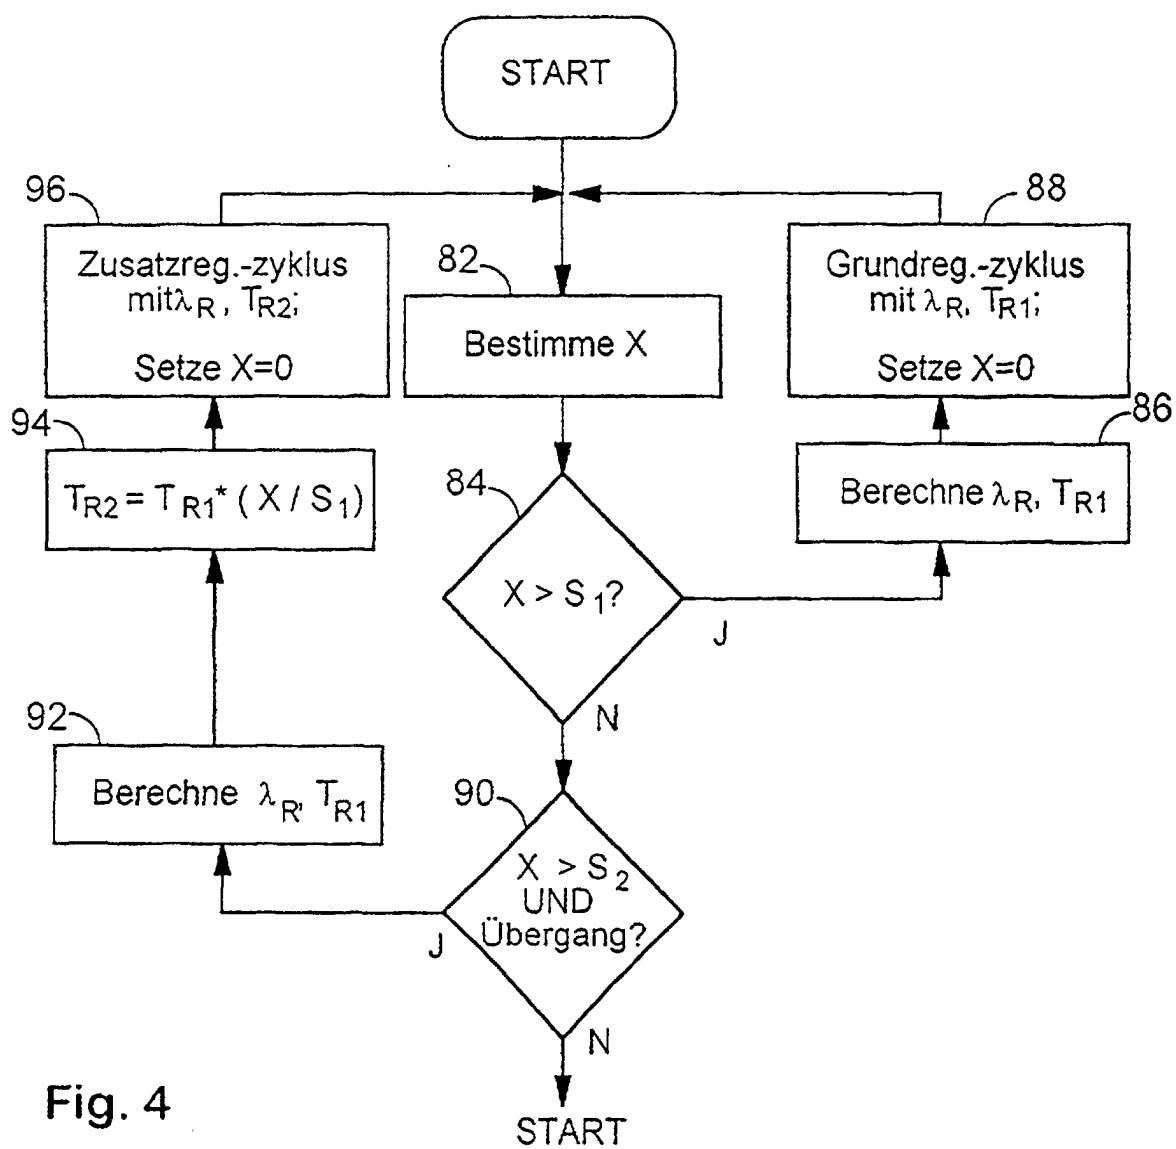 START
96
Zusatzreg.-zyklus
mit λR, TR2;
Setze X=0
82
Bestimme X
88
Grundreg.-zyklus
mit λR, TR1;
Setze X=0
94
TR2 = TR1* (X / S1)
84
X > S1?
J
N
86
Berechne λR, TR1
92
Berechne λR, TR1
90
X > S2
UND
Übergang?
J
N
START
Fig. 4